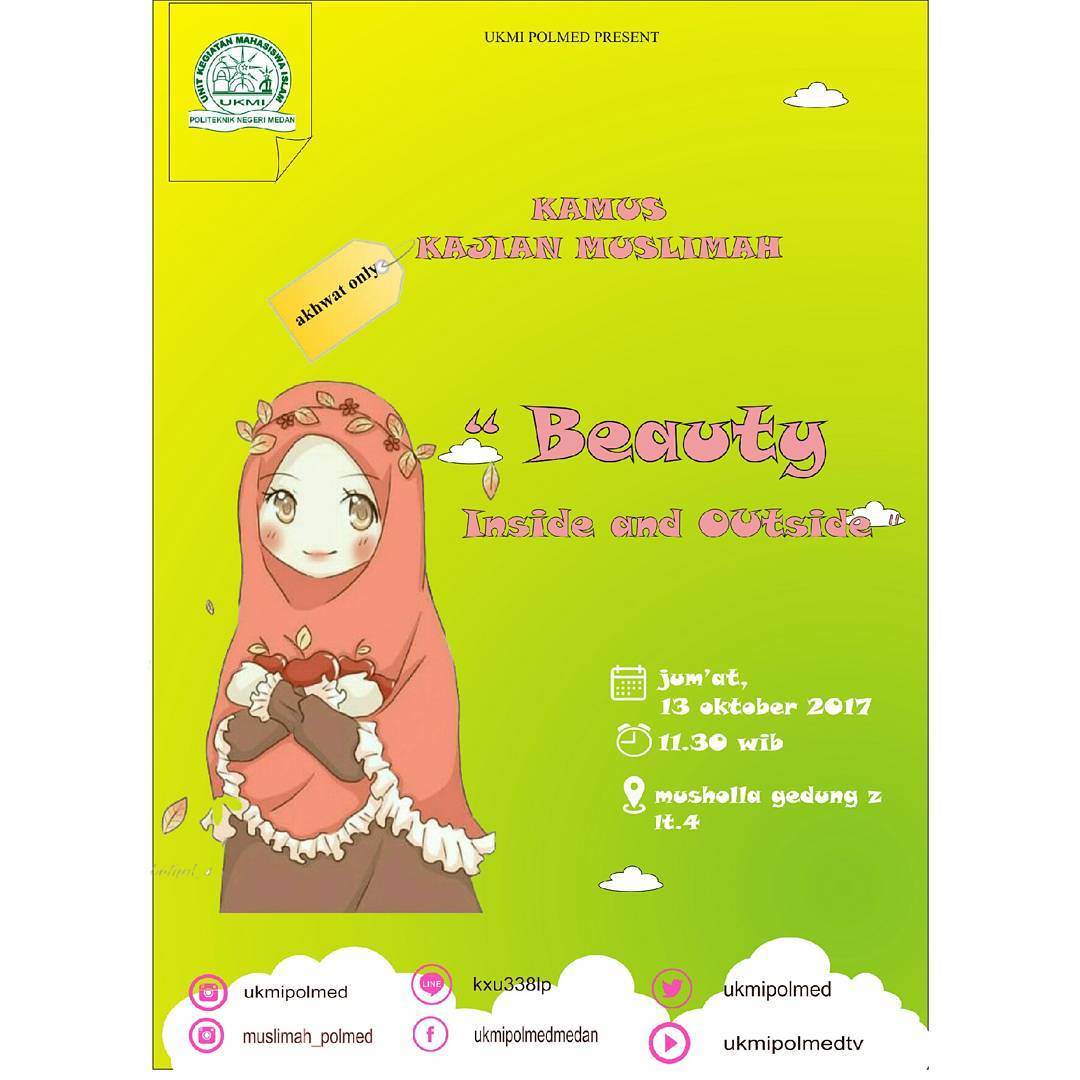 UNIT KEGIATAN MAHASISWA ISLAM
UKMI
POLITEKNIK NEGERI MEDAN
UKMI POLMED PRESENT
KAMUS
KAJIAN MUSLIMAH
akhwat only
“ Beauty
Inside and OUtside "
jum'at,
13 oktober 2017
11.30 wib
musholla gedung z
lt.4
ukmipolmed
LINE
kxu338lp
ukmipolmed
muslimah_polmed
f
ukmipolmedmedan
ukmipolmedtv